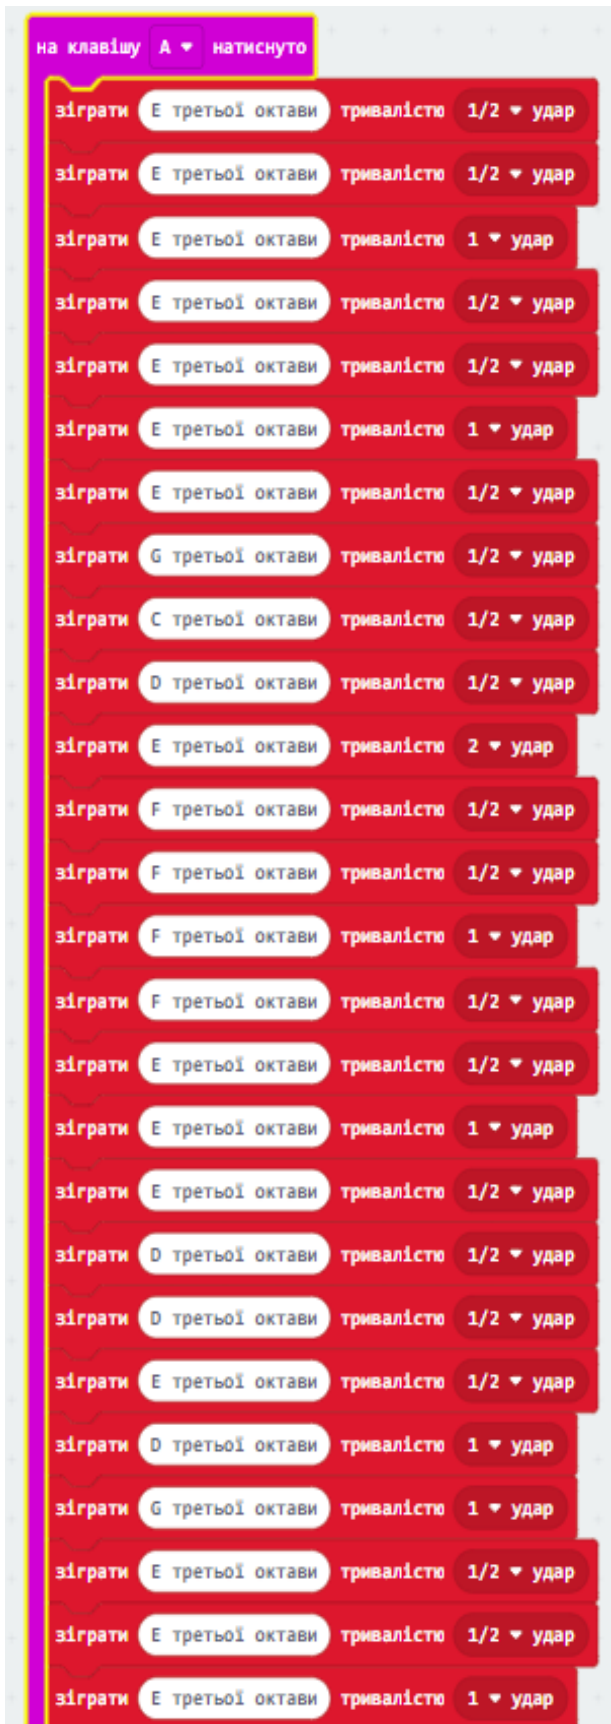 на клавішу A натиснуто
зіграти E третьої октави тривалістю 1/2 удар
зіграти E третьої октави тривалістю 1/2 удар
зіграти E третьої октави тривалістю 1 удар
зіграти E третьої октави тривалістю 1/2 удар
зіграти E третьої октави тривалістю 1/2 удар
зіграти E третьої октави тривалістю 1 удар
зіграти E третьої октави тривалістю 1/2 удар
зіграти G третьої октави тривалістю 1/2 удар
зіграти C третьої октави тривалістю 1/2 удар
зіграти D третьої октави тривалістю 1/2 удар
зіграти E третьої октави тривалістю 2 удар
зіграти F третьої октави тривалістю 1/2 удар
зіграти F третьої октави тривалістю 1/2 удар
зіграти F третьої октави тривалістю 1 удар
зіграти F третьої октави тривалістю 1/2 удар
зіграти E третьої октави тривалістю 1/2 удар
зіграти E третьої октави тривалістю 1 удар
зіграти E третьої октави тривалістю 1/2 удар
зіграти D третьої октави тривалістю 1/2 удар
зіграти D третьої октави тривалістю 1/2 удар
зіграти E третьої октави тривалістю 1/2 удар
зіграти D третьої октави тривалістю 1 удар
зіграти G третьої октави тривалістю 1 удар
зіграти E третьої октави тривалістю 1/2 удар
зіграти E третьої октави тривалістю 1/2 удар
зіграти E третьої октави тривалістю 1 удар